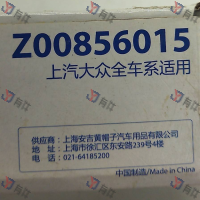 Z00856015
上汽大众全车系适用
供应商：上海安吉黄帽子汽车用品有限公司
地址：上海市徐汇区东安路239号4楼
电话：021-64185200
中国制造/Made in China